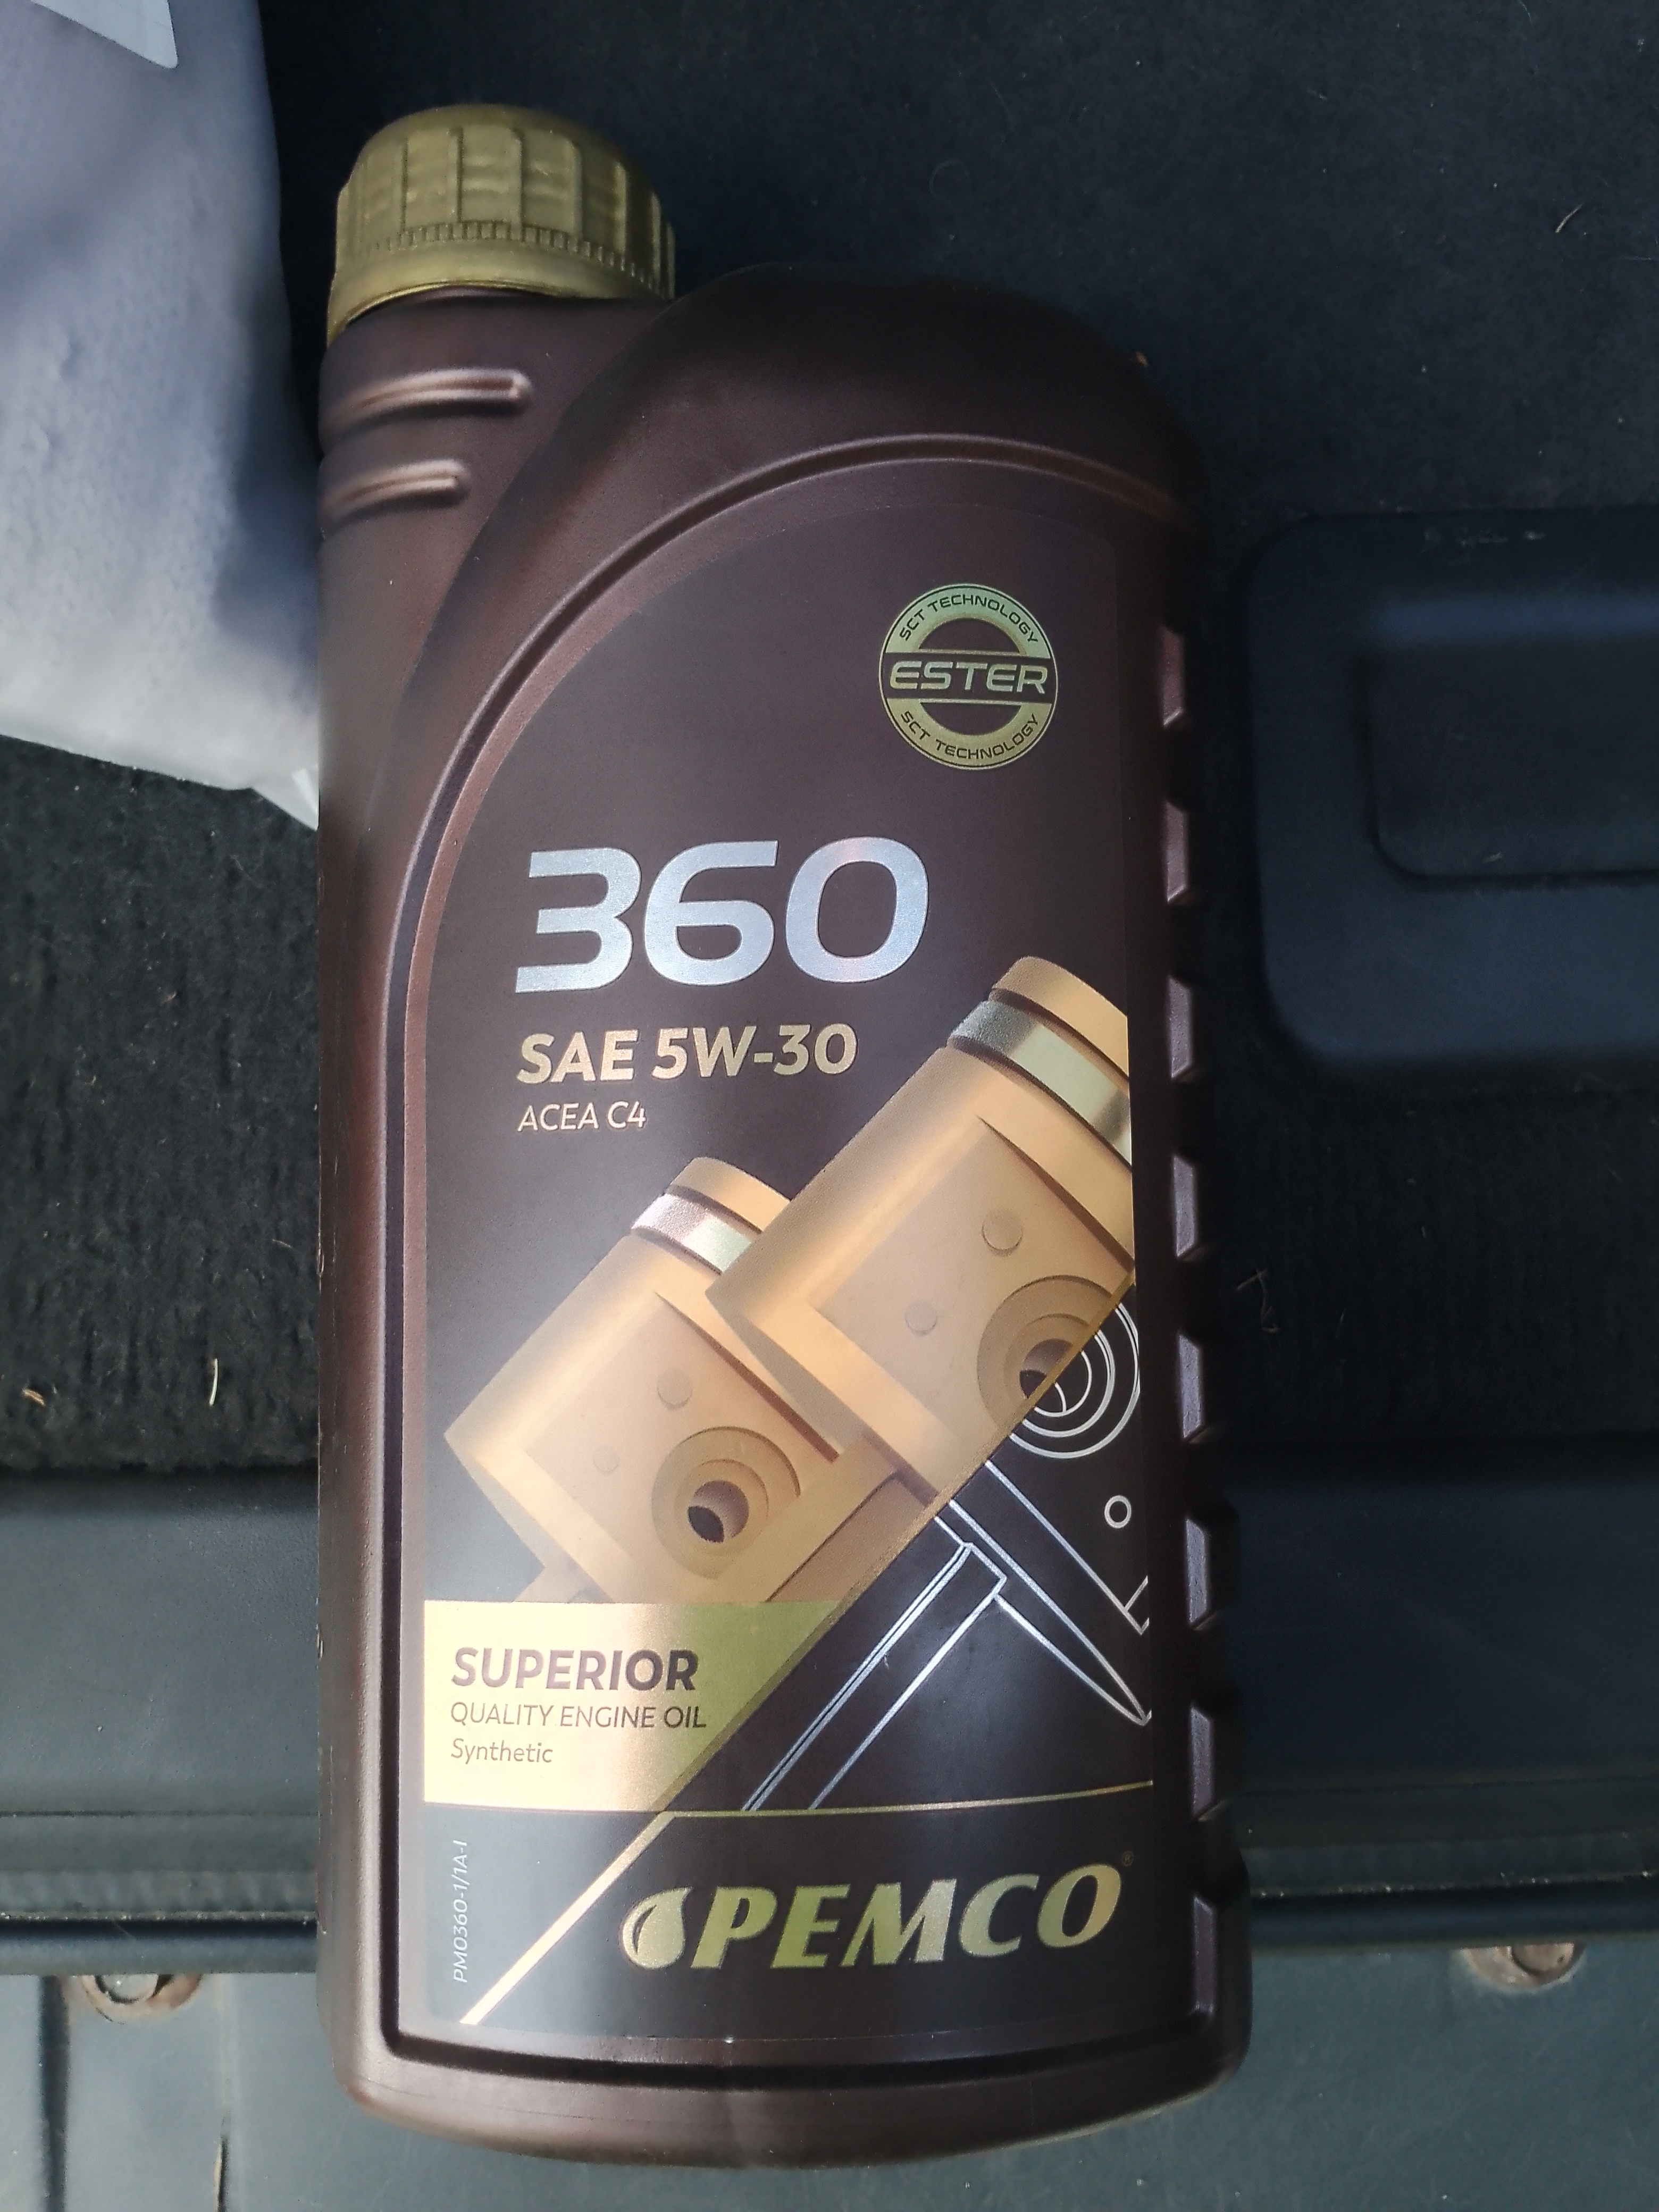 SCT TECHNOLOGY
ESTER
SCT TECHNOLOGY
360
SAE 5W-30
ACEA C4
SUPERIOR
QUALITY ENGINE OIL
Synthetic
PM0360-1/1A-I
PEMCO®